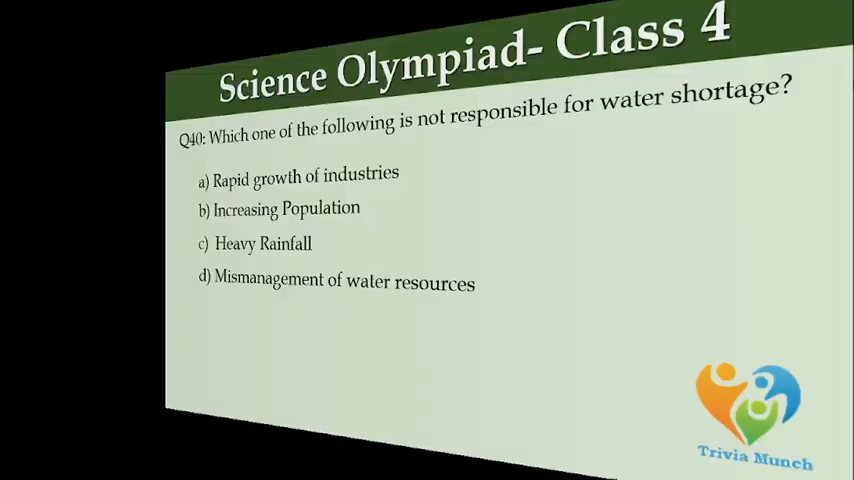 Science Olympiad- Class 4
Q40: Which one of the following is not responsible for water shortage?
a) Rapid growth of industries
b) Increasing Population
c) Heavy Rainfall
d) Mismanagement of water resources
Trivia Munch